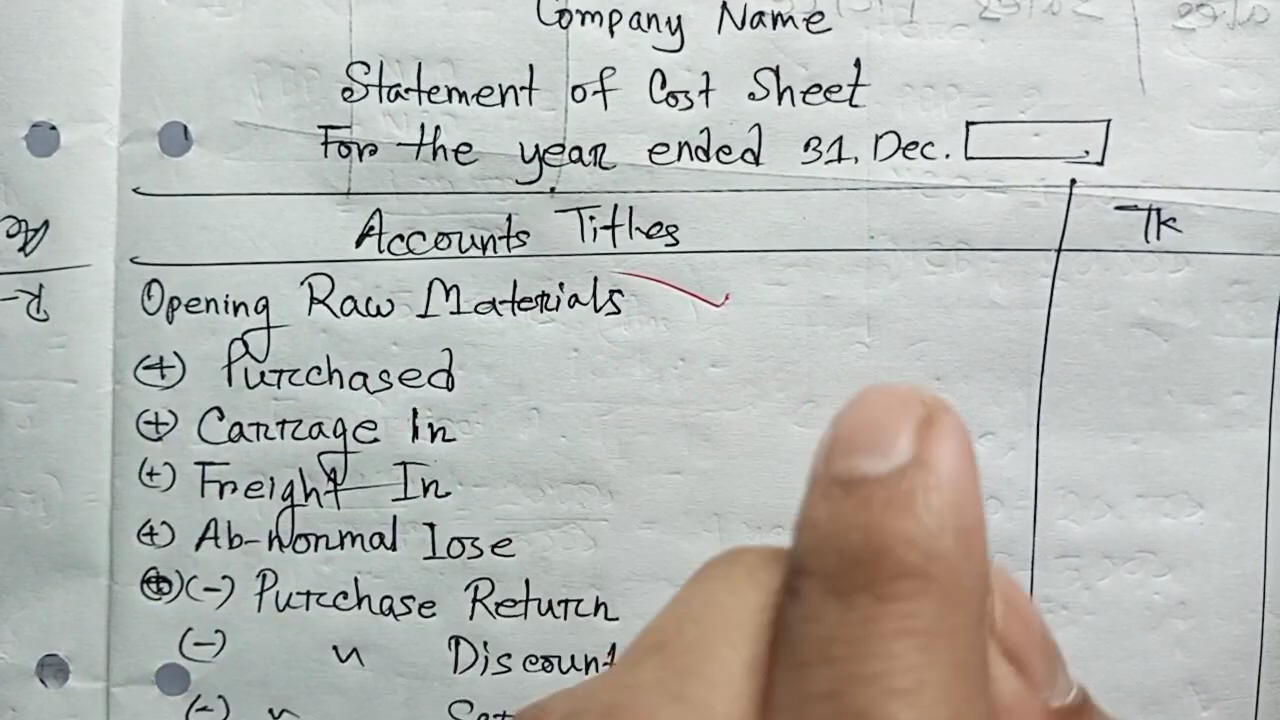 Company Name
Statement of Cost Sheet
For the year ended 31. Dec.
Accounts Titles Tk
Opening Raw Materials
(+) Purchased
(+) Carrage In
(+) Freight In
(+) Ab-normal lose
(-) Purchase Return
(-) " Discount
(-) "